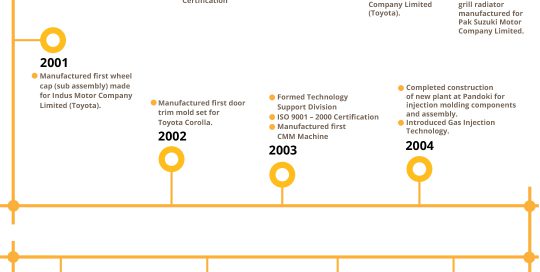 Certification
Company Limited
(Toyota).
grill radiator
manufactured for
Pak Suzuki Motor
Company Limited.
2001
Manufactured first wheel
cap (sub assembly) made
for Indus Motor Company
Limited (Toyota).
Manufactured first door
trim mold set for
Toyota Corolla.
2002
Formed Technology
Support Division
ISO 9001 – 2000 Certification
Manufactured first
CMM Machine
2003
Completed construction
of new plant at Pandoki for
injection molding components
and assembly.
Introduced Gas Injection
Technology.
2004